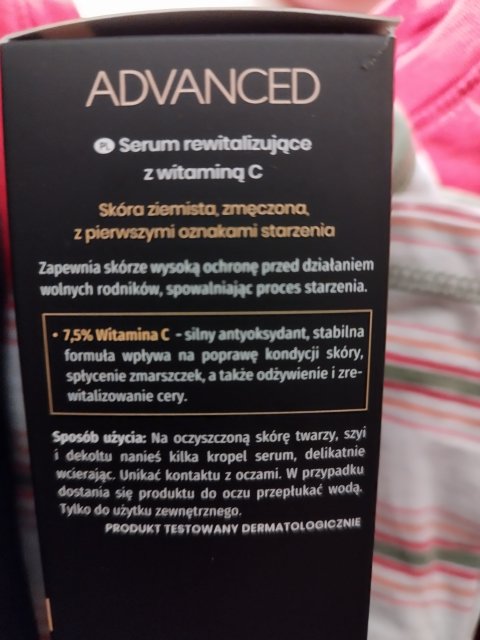 ADVANCED
PL Serum rewitalizujące
z witaminą C
Skóra ziemista, zmęczona,
z pierwszymi oznakami starzenia
Zapewnia skórze wysoką ochronę przed działaniem
wolnych rodników, spowalniając proces starzenia.
• 7,5% Witamina C - silny antyoksydant, stabilna
formuła wpływa na poprawę kondycji skóry,
spłycenie zmarszczek, a także odżywienie i zre-
witalizowanie cery.
Sposób użycia: Na oczyszczoną skórę twarzy, szyi
i dekoltu nanieś kilka kropel serum, delikatnie
wcierając. Unikać kontaktu z oczami. W przypadku
dostania się produktu do oczu przepłukać wodą.
Tylko do użytku zewnętrznego.
PRODUKT TESTOWANY DERMATOLOGICZNIE